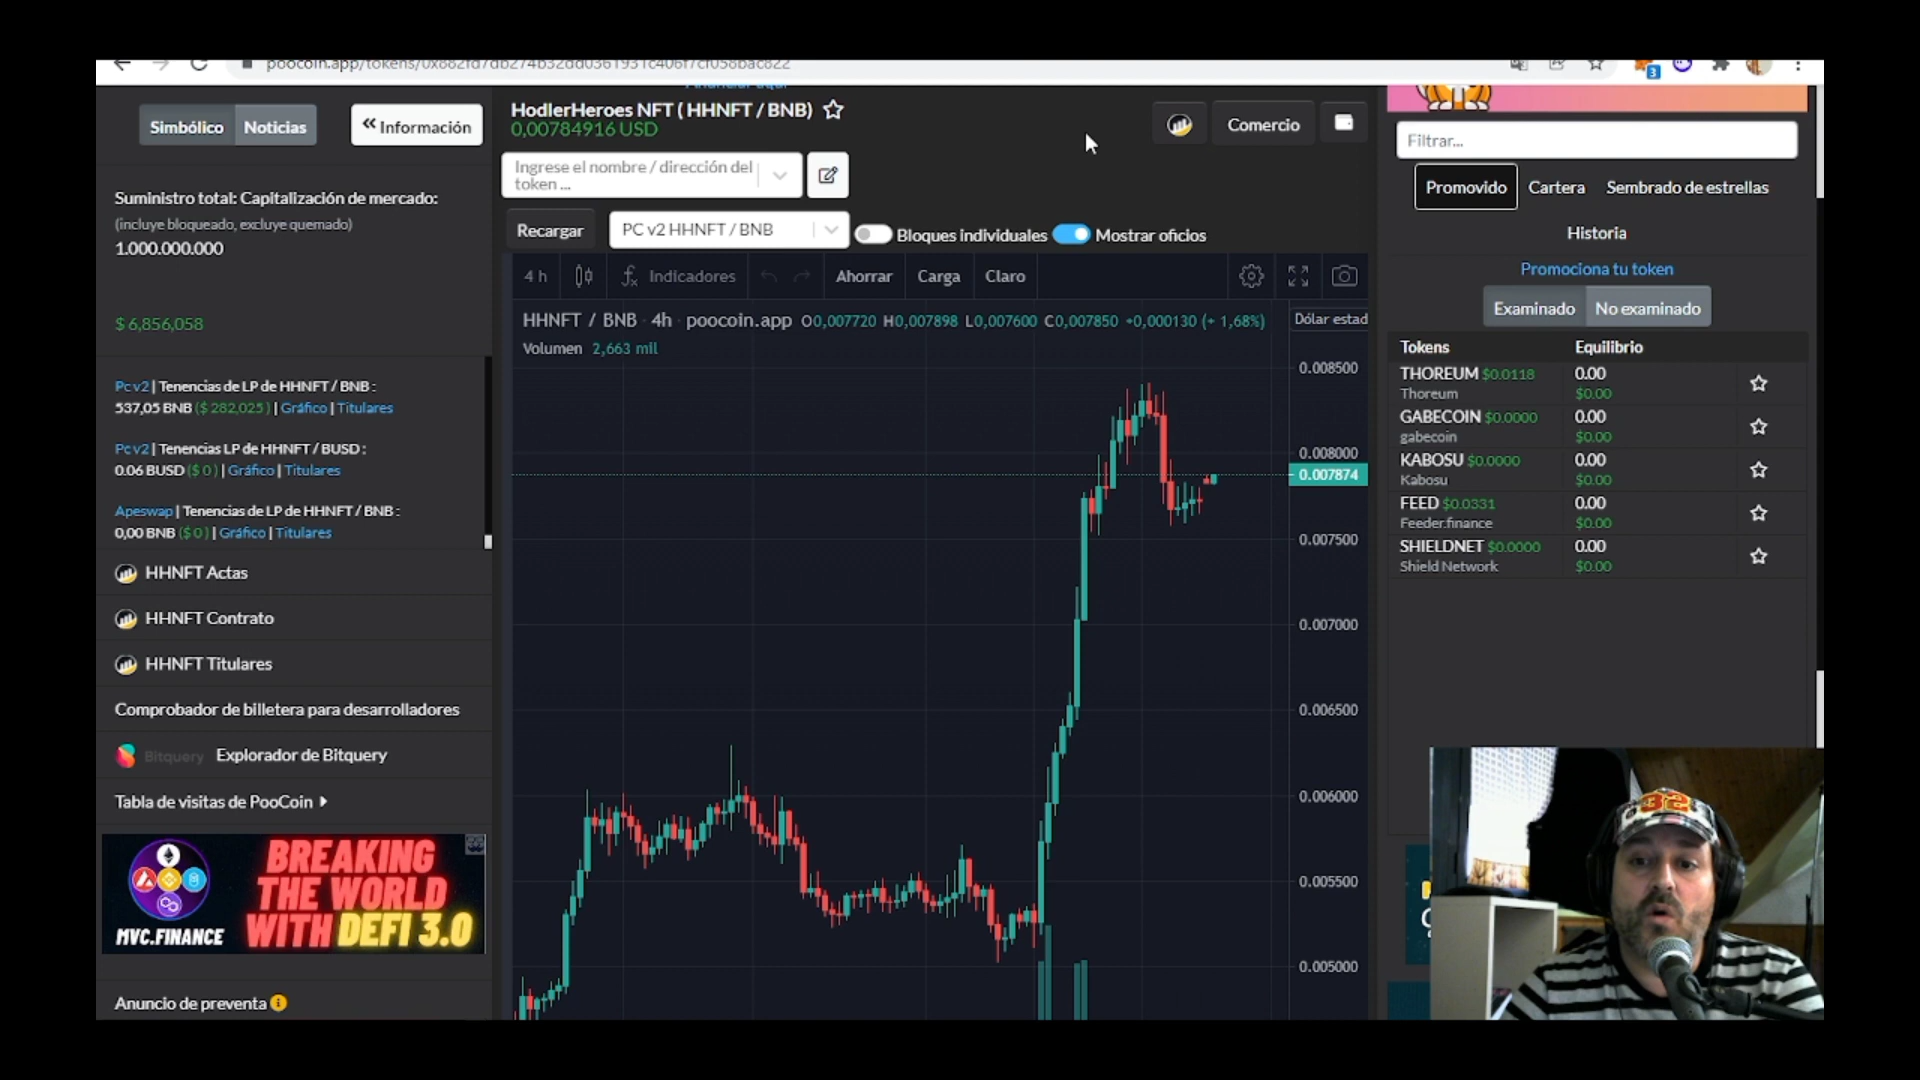 poocoin.app/tokens/0x882fd7db274b32dd0361931c406f7cf058bac822
3
Simbólico
Noticias
Información
Suministro total: Capitalización de mercado:
(incluye bloqueado, excluye quemado)
1.000.000.000
$ 6,856,058
Pc v2 | Tenencias de LP de HHNFT / BNB :
537,05 BNB ($ 282,025 ) | Gráfico | Titulares
Pc v2 | Tenencias LP de HHNFT / BUSD :
0.06 BUSD ($ 0 ) | Gráfico | Titulares
Apeswap | Tenencias de LP de HHNFT / BNB :
0,00 BNB ($ 0 ) | Gráfico | Titulares
HHNFT Actas
HHNFT Contrato
HHNFT Titulares
Comprobador de billetera para desarrolladores
Bitquery Explorador de Bitquery
Tabla de visitas de PooCoin
BREAKING
THE WORLD
WITH DEFI 3.0
MVC.FINANCE
Anuncio de preventa
HodlerHeroes NFT ( HHNFT / BNB)
0,00784916 USD
Comercio
Ingrese el nombre / dirección del
token ...
Recargar
PC v2 HHNFT / BNB
Bloques individuales
Mostrar oficios
4 h
Indicadores
Ahorrar
Carga
Claro
HHNFT / BNB · 4h · poocoin.app O0,007720 H0,007898 L0,007600 C0,007850 +0,000130 (+ 1,68%)
Volumen 2,663 mil
Dólar estad
0.008500
0.008000
0.007874
0.007500
0.007000
0.006500
0.006000
0.005500
0.005000
Filtrar...
Promovido
Cartera
Sembrado de estrellas
Historia
Promociona tu token
Examinado
No examinado
Tokens Equilibrio
THOREUM $0.0118 0.00
Thoreum $0.00
GABECOIN $0.0000 0.00
gabecoin $0.00
KABOSU $0.0000 0.00
Kabosu $0.00
FEED $0.0331 0.00
Feeder.finance $0.00
SHIELDNET $0.0000 0.00
Shield Network $0.00
32